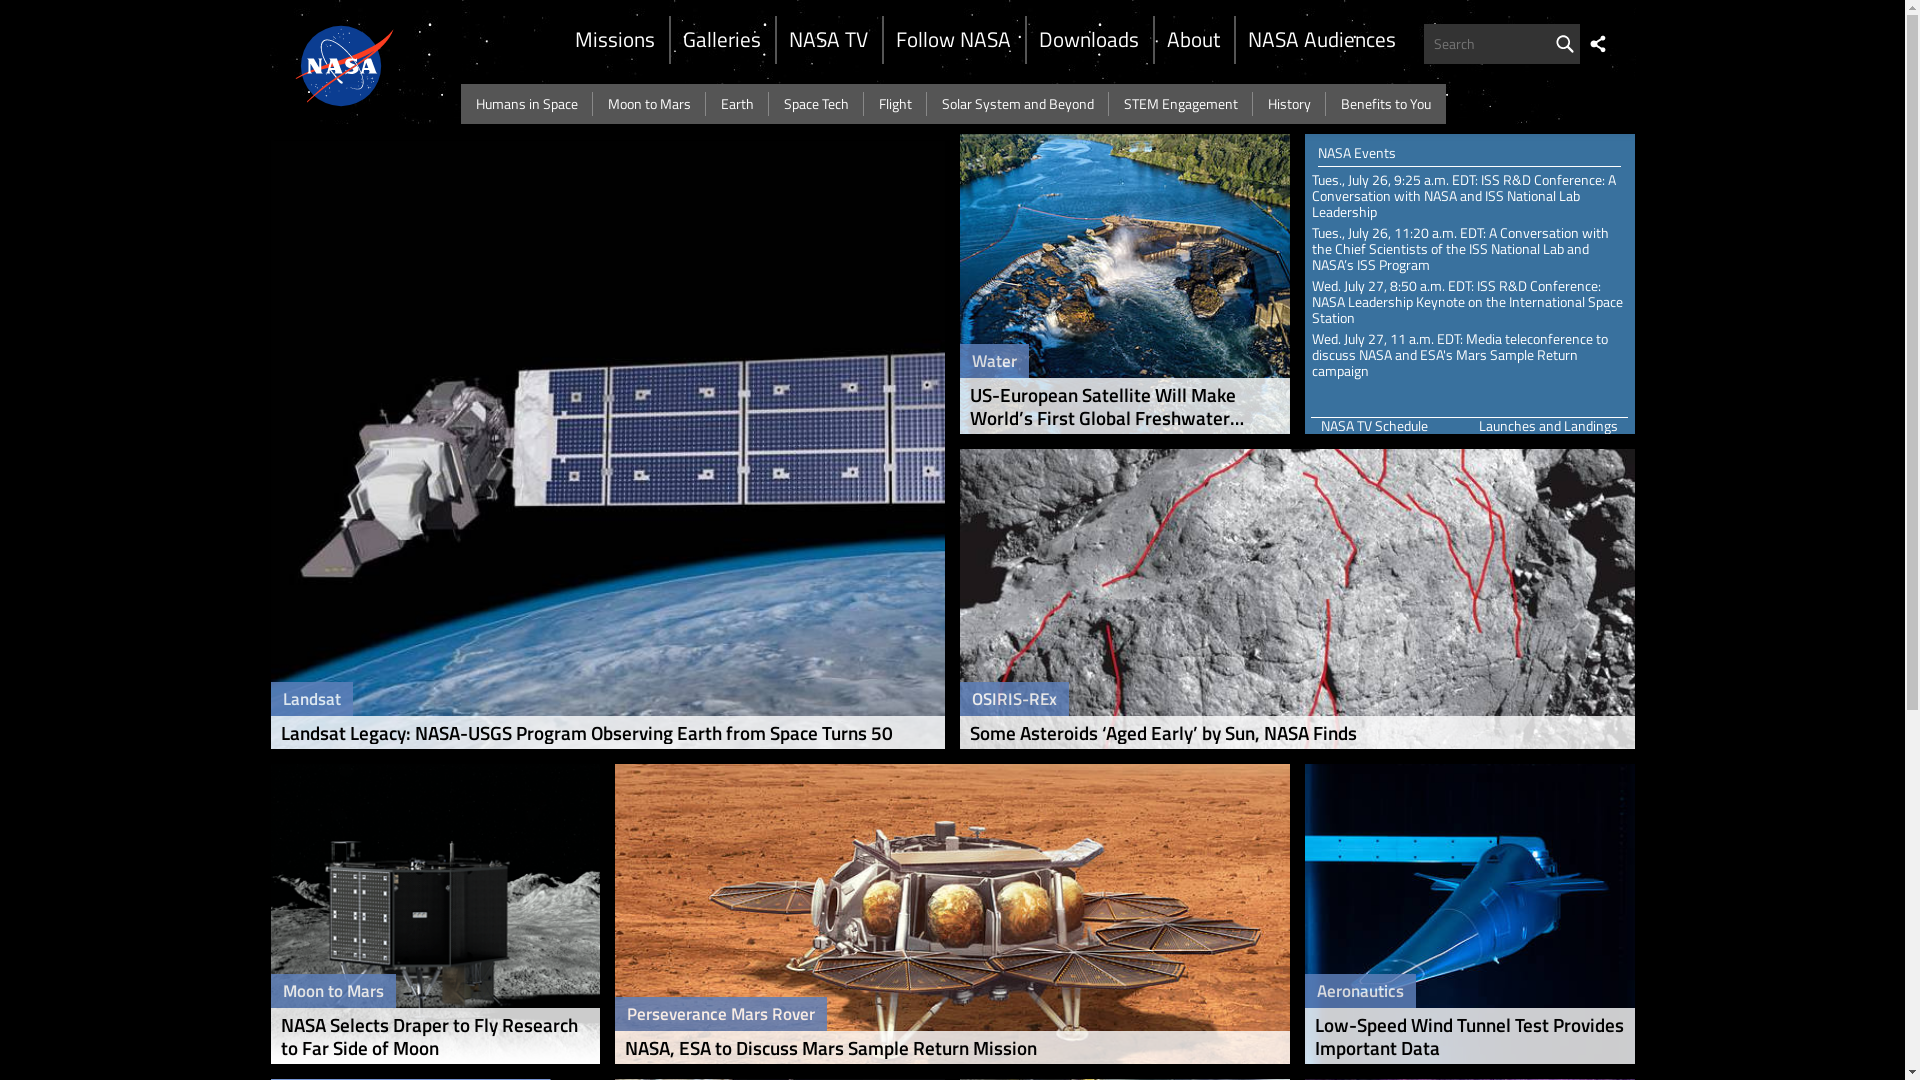 NASA
Missions
Galleries
NASA TV
Follow NASA
Downloads
About
NASA Audiences
Search
Humans in Space
Moon to Mars
Earth
Space Tech
Flight
Solar System and Beyond
STEM Engagement
History
Benefits to You
Landsat
Landsat Legacy: NASA-USGS Program Observing Earth from Space Turns 50
Water
US-European Satellite Will Make
World’s First Global Freshwater...
NASA Events
Tues., July 26, 9:25 a.m. EDT: ISS R&D Conference: A
Conversation with NASA and ISS National Lab
Leadership
Tues., July 26, 11:20 a.m. EDT: A Conversation with
the Chief Scientists of the ISS National Lab and
NASA’s ISS Program
Wed. July 27, 8:50 a.m. EDT: ISS R&D Conference:
NASA Leadership Keynote on the International Space
Station
Wed. July 27, 11 a.m. EDT: Media teleconference to
discuss NASA and ESA's Mars Sample Return
campaign
NASA TV Schedule
Launches and Landings
OSIRIS-REx
Some Asteroids ‘Aged Early’ by Sun, NASA Finds
Moon to Mars
NASA Selects Draper to Fly Research
to Far Side of Moon
Perseverance Mars Rover
NASA, ESA to Discuss Mars Sample Return Mission
Aeronautics
Low-Speed Wind Tunnel Test Provides
Important Data